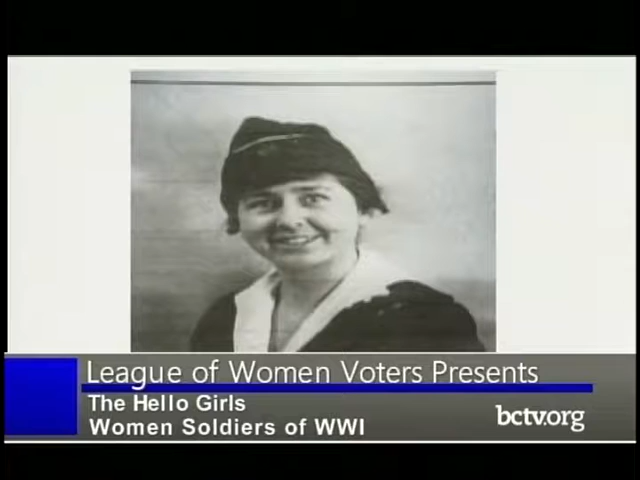 League of Women Voters Presents
The Hello Girls
Women Soldiers of WWI
bctv.org